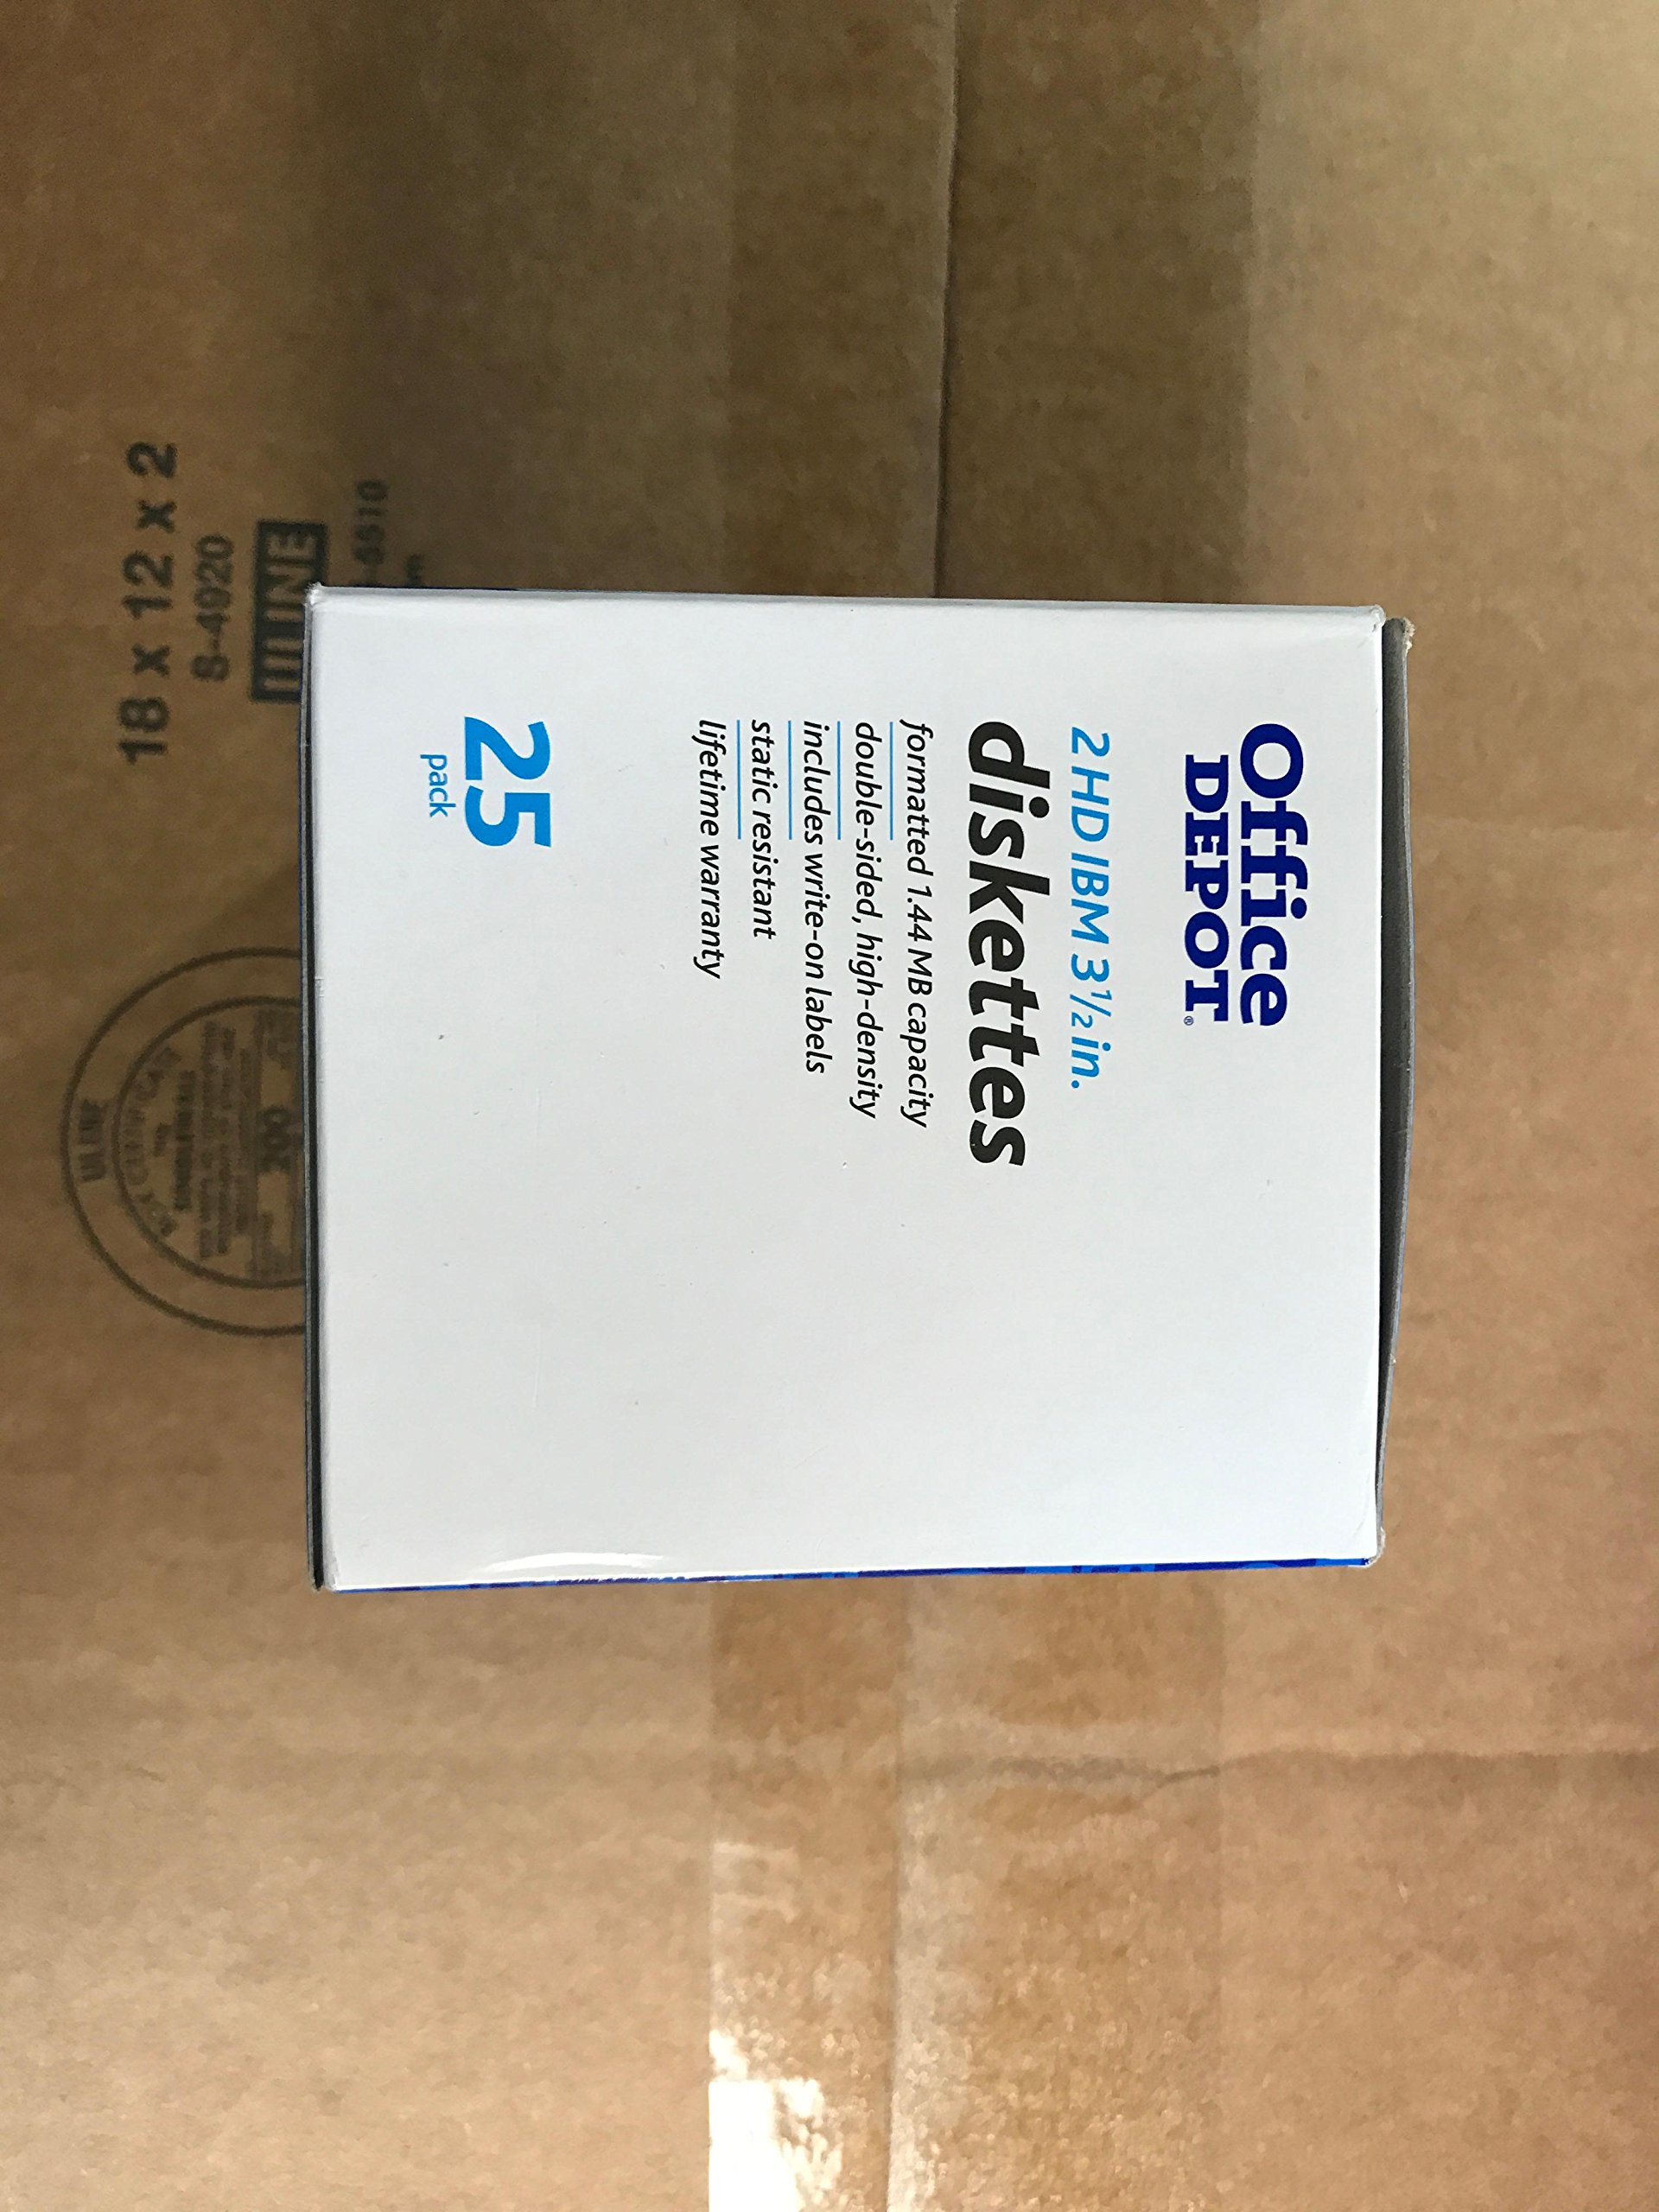 Office
DEPOT®
2 HD IBM 3½ in.
diskettes
formatted 1.44 MB capacity
double-sided, high-density
includes write-on labels
static resistant
lifetime warranty
25
pack
18 x 12 x 2
S-4920
ULINE
200